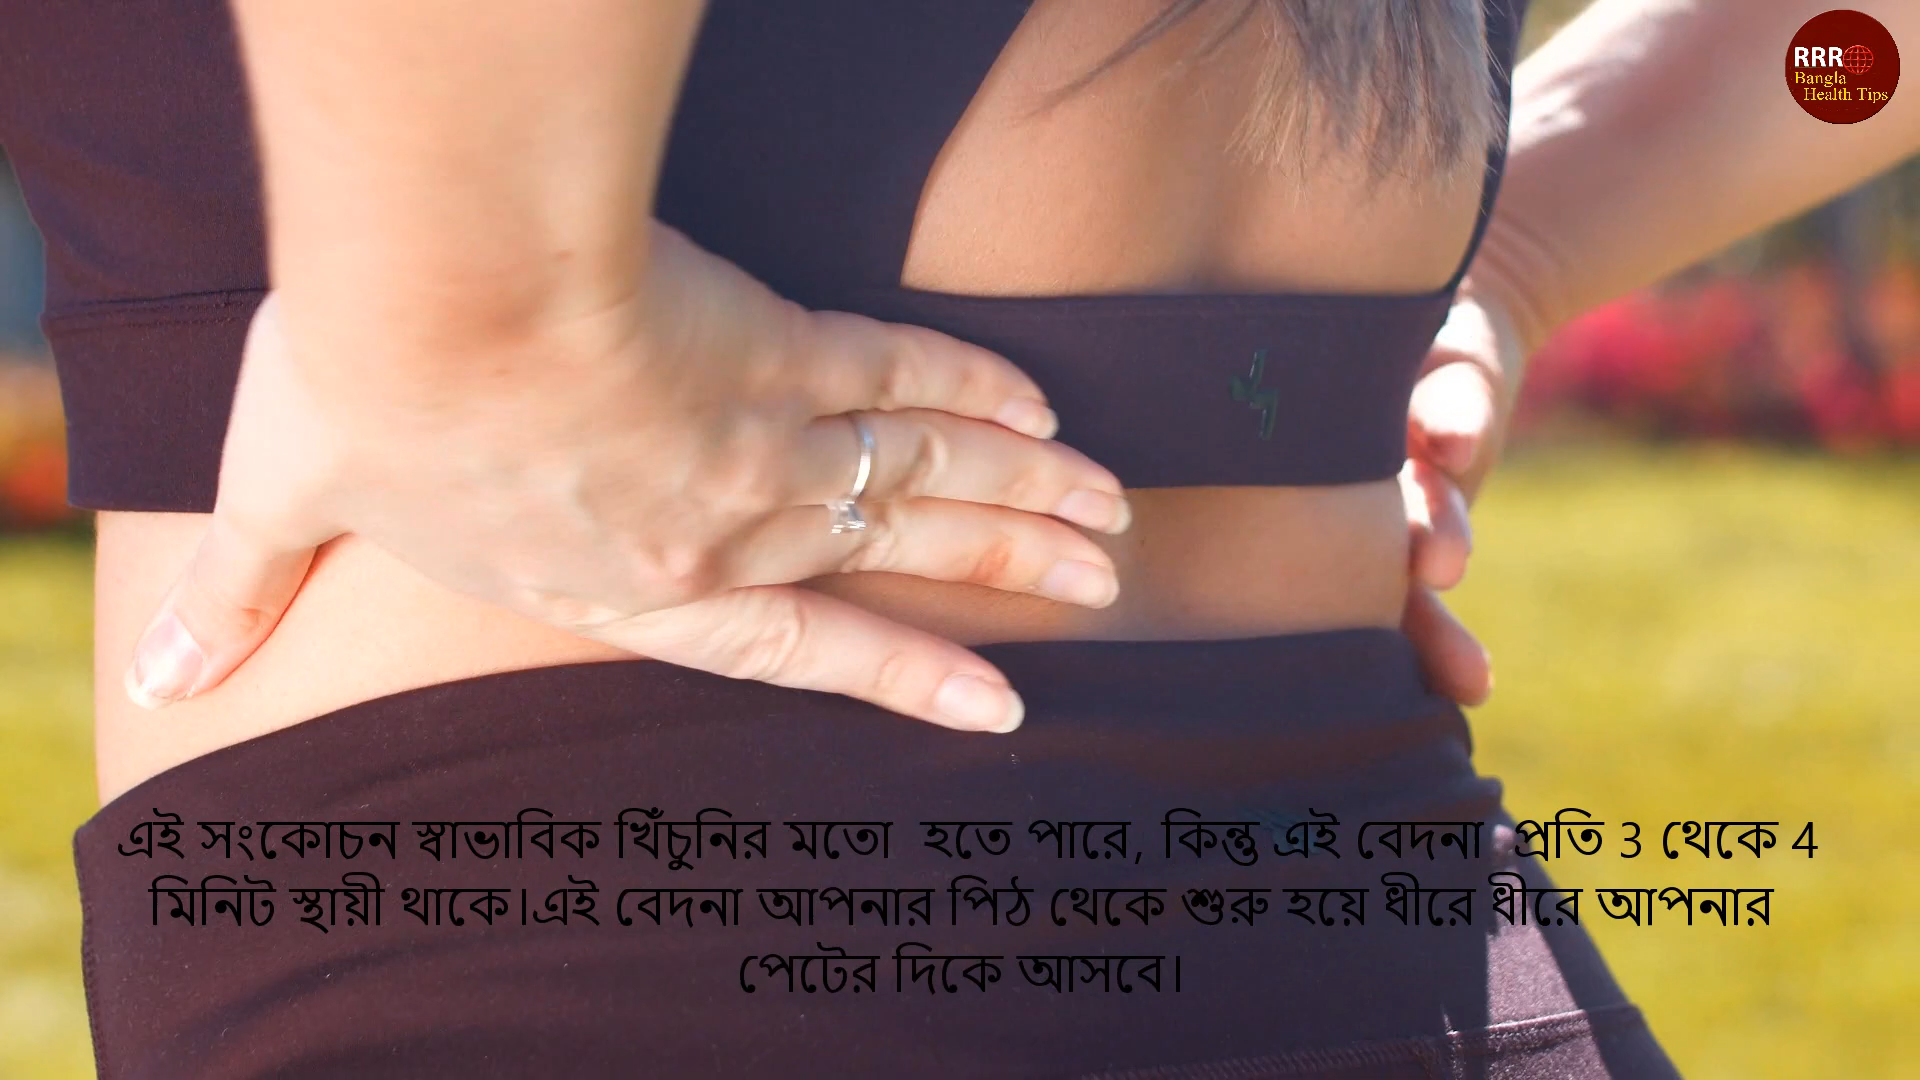 RRR
Bangla
Health Tips
এই সংকোচন স্বাভাবিক খিঁচুনির মতো হতে পারে, কিন্তু এই বেদনা প্রতি 3 থেকে 4
মিনিট স্থায়ী থাকে।এই বেদনা আপনার পিঠ থেকে শুরু হয়ে ধীরে ধীরে আপনার
পেটের দিকে আসবে।